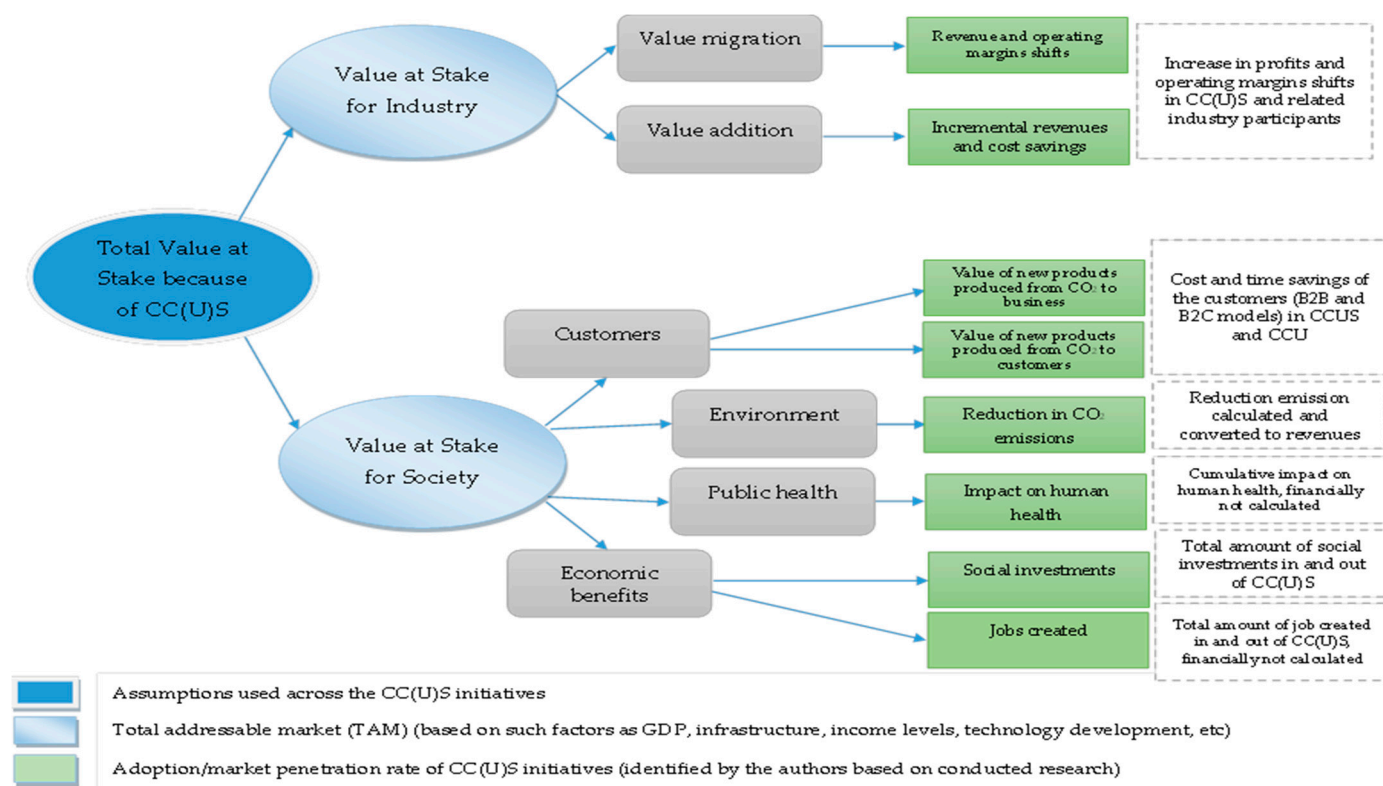 Value migration
Revenue and operating
margins shifts
Value at Stake
for Industry
Increase in profits and
operating margins shifts
in CC(U)S and related
industry participants
Value addition
Incremental revenues
and cost savings
Total Value at
Stake because
of CC(U)S
Value of new products
produced from CO₂ to
business
Cost and time savings of
the customers (B2B and
B2C models) in CCUS
and CCU
Customers
Value of new products
produced from CO₂ to
customers
Environment
Reduction in CO₂
emissions
Reduction emission
calculated and
converted to revenues
Value at Stake
for Society
Public health
Impact on human
health
Cumulative impact on
human health, financially
not calculated
Economic
benefits
Social investments
Total amount of social
investments in and out
of CC(U)S
Jobs created
Total amount of job created
in and out of CC(U)S,
financially not calculated
Assumptions used across the CC(U)S initiatives
Total addressable market (TAM) (based on such factors as GDP, infrastructure, income levels, technology development, etc)
Adoption/market penetration rate of CC(U)S initiatives (identified by the authors based on conducted research)